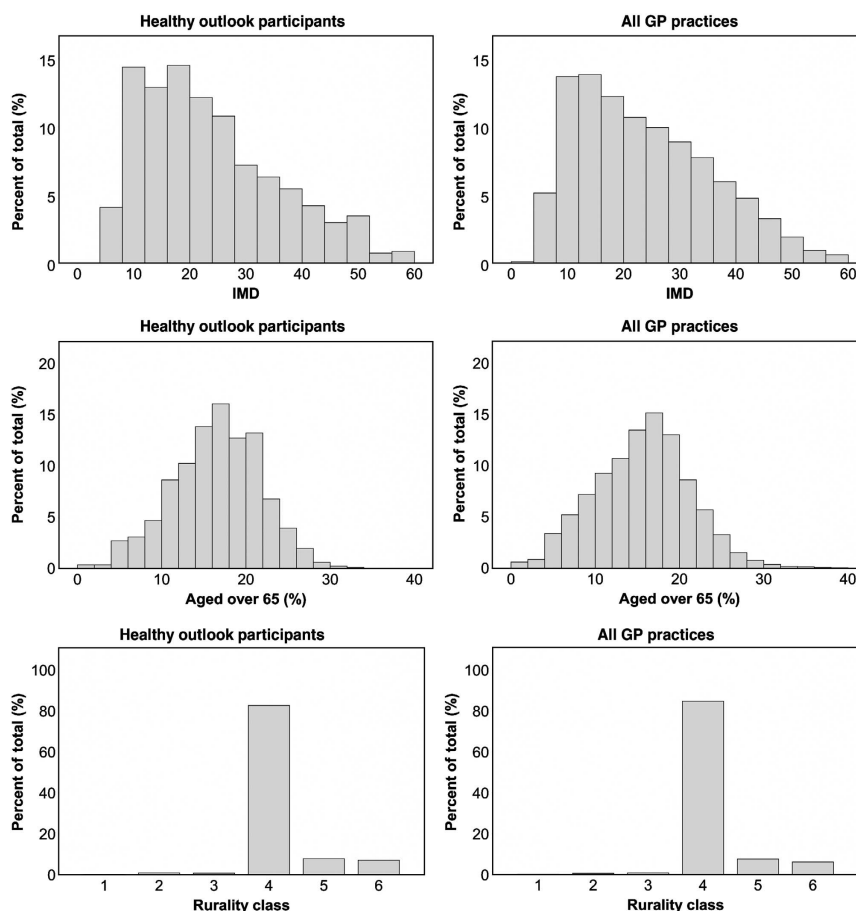 Healthy outlook participants
Percent of total (%)
15
10
5
0
0 10 20 30 40 50 60
IMD
All GP practices
Percent of total (%)
15
10
5
0
0 10 20 30 40 50 60
IMD
Healthy outlook participants
Percent of total (%)
20
15
10
5
0
0 10 20 30 40
Aged over 65 (%)
All GP practices
Percent of total (%)
20
15
10
5
0
0 10 20 30 40
Aged over 65 (%)
Healthy outlook participants
Percent of total (%)
100
80
60
40
20
0
1 2 3 4 5 6
Rurality class
All GP practices
Percent of total (%)
100
80
60
40
20
0
1 2 3 4 5 6
Rurality class